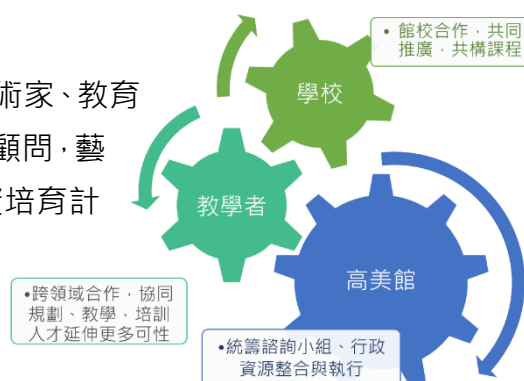 • 館校合作，共同
推廣，共構課程
學校
術家、教育
顧問，藝
培育計
教學者
高美館
•跨領域合作，協同
規劃、教學，培訓
人才延伸更多可性
•統籌諮詢小組、行政
資源整合與執行